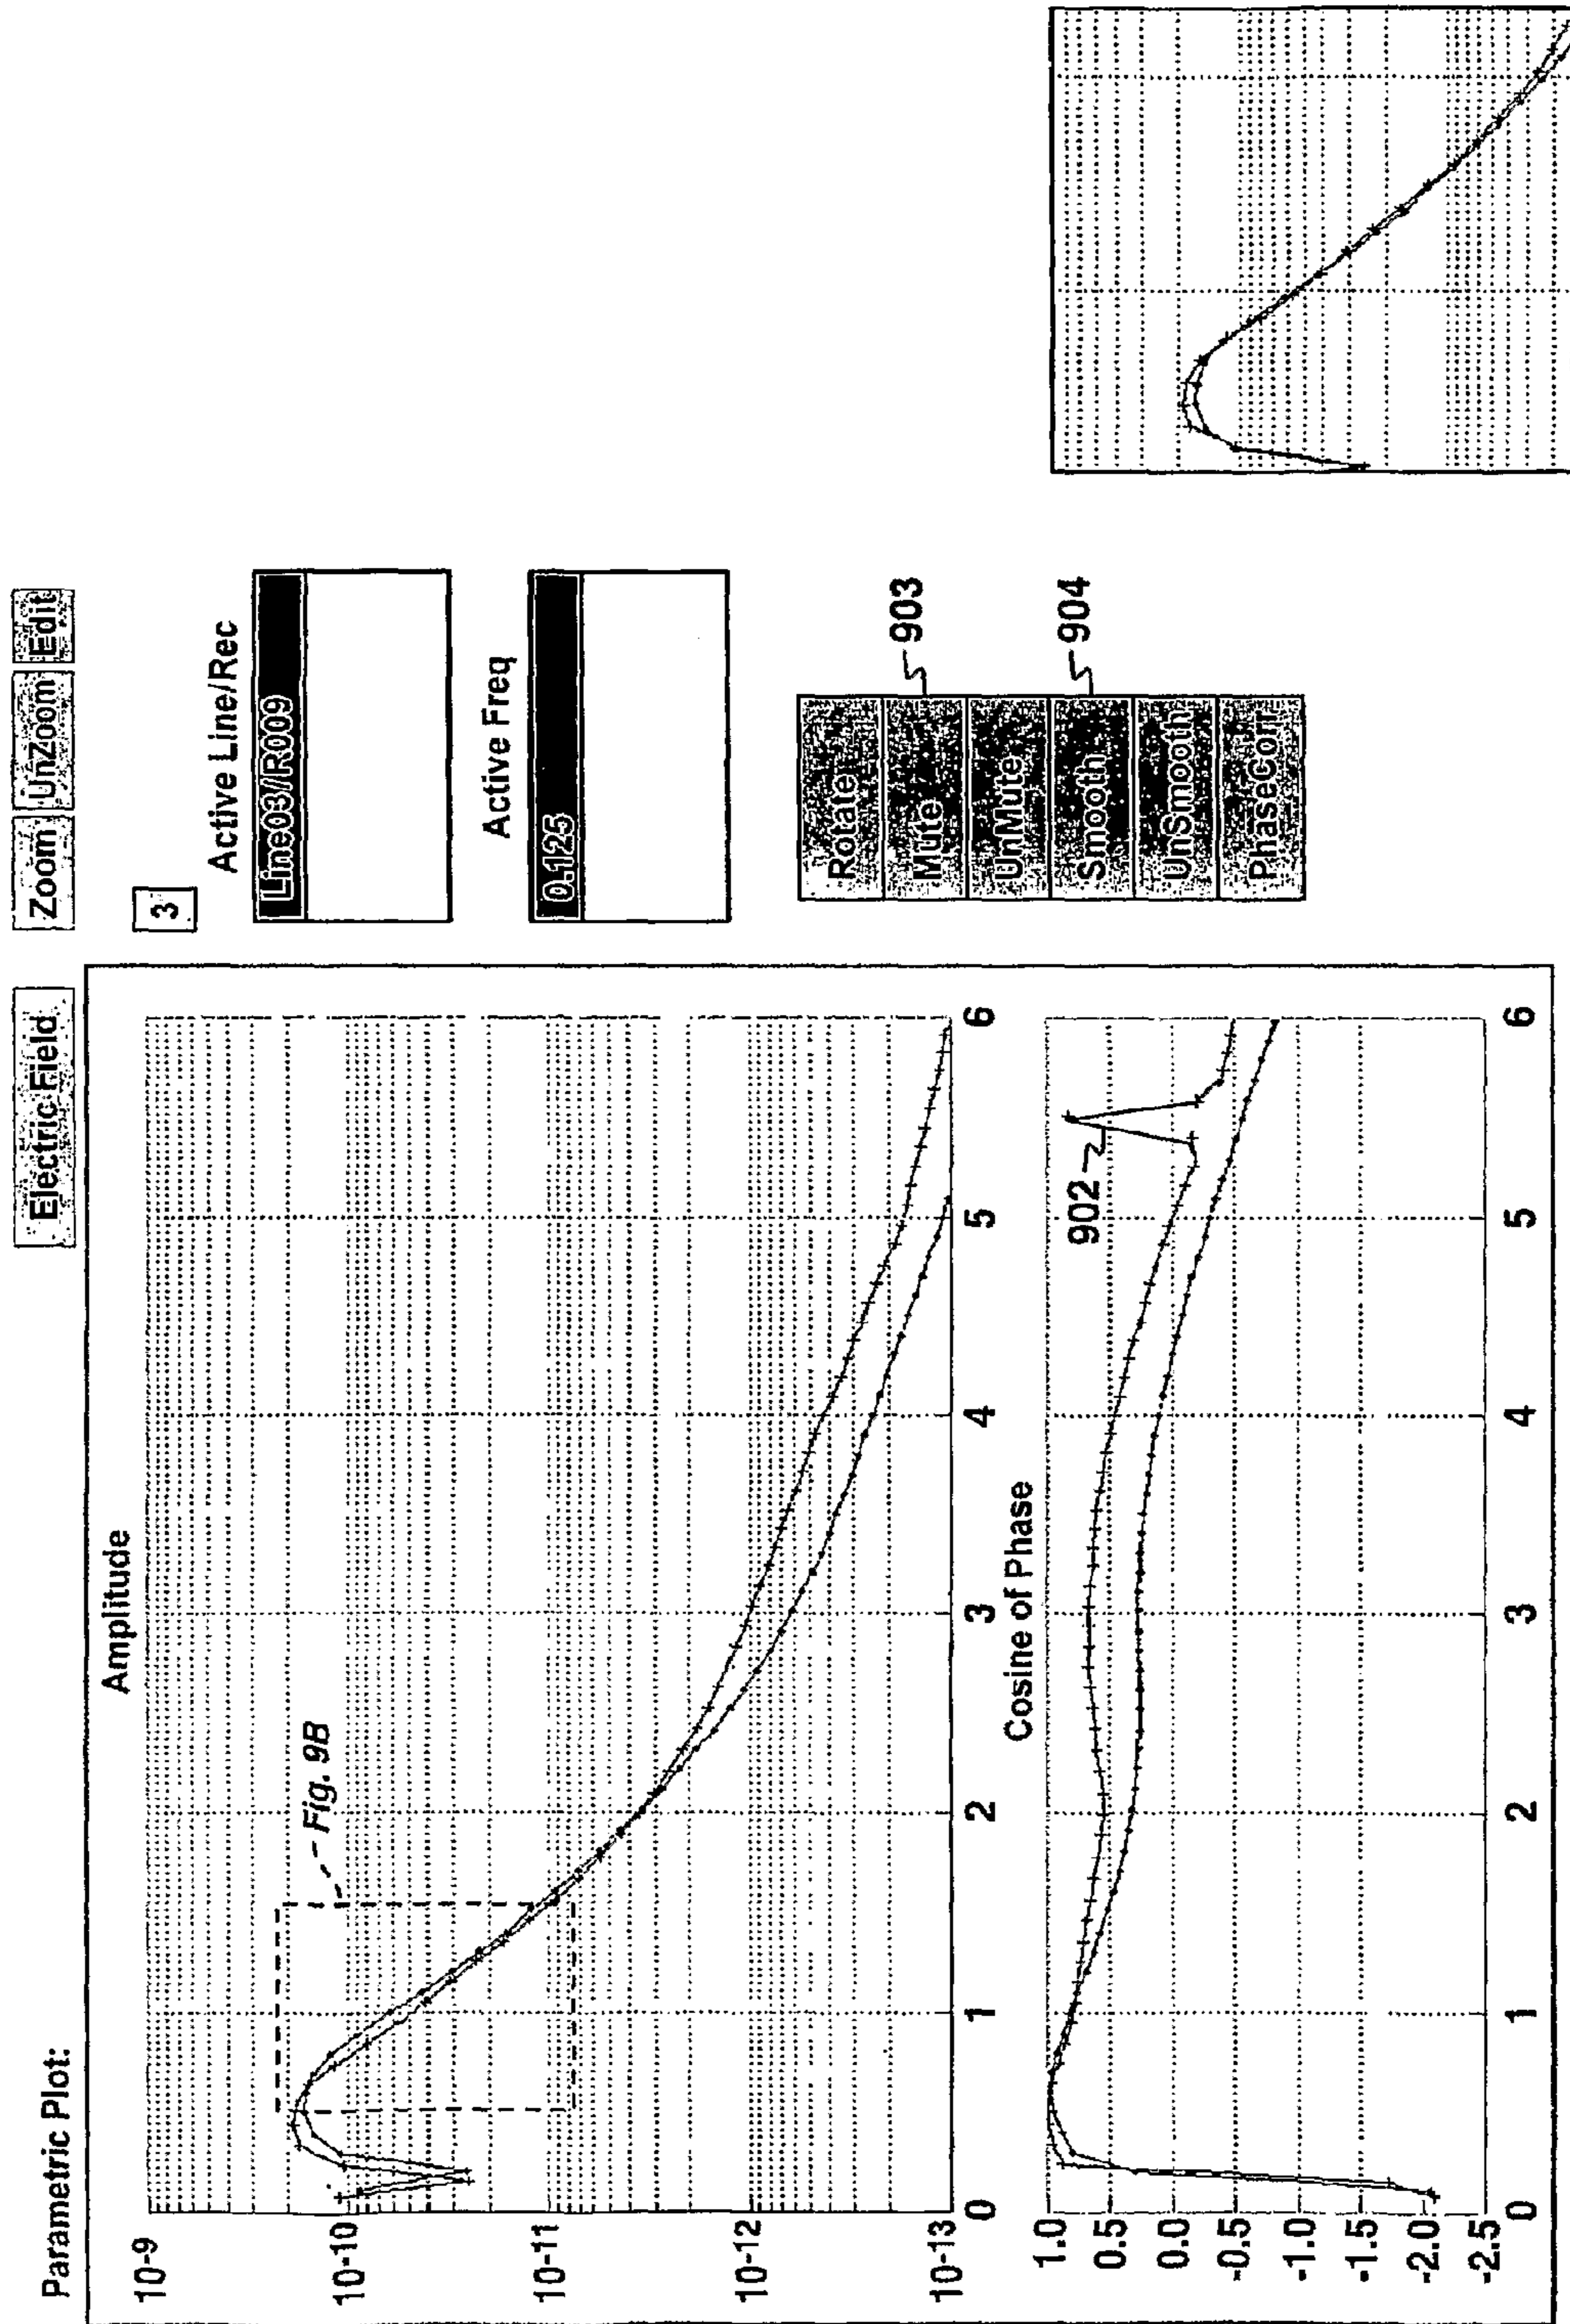 Parametric Plot:
Electric Field
Zoom
UnZoom
Edit
3
Active Line/Rec
Line03/R009
Active Freq
0.125
Rotate
Mute
UnMute
Smooth
UnSmooth
PhaseCorr
903
904
Amplitude
10-9
10-10
10-11
10-12
10-13
Fig. 9B
0 1 2 3 4 5 6
Cosine of Phase
1.0
0.5
0.0
-0.5
-1.0
-1.5
-2.0
-2.5
902
0 1 2 3 4 5 6